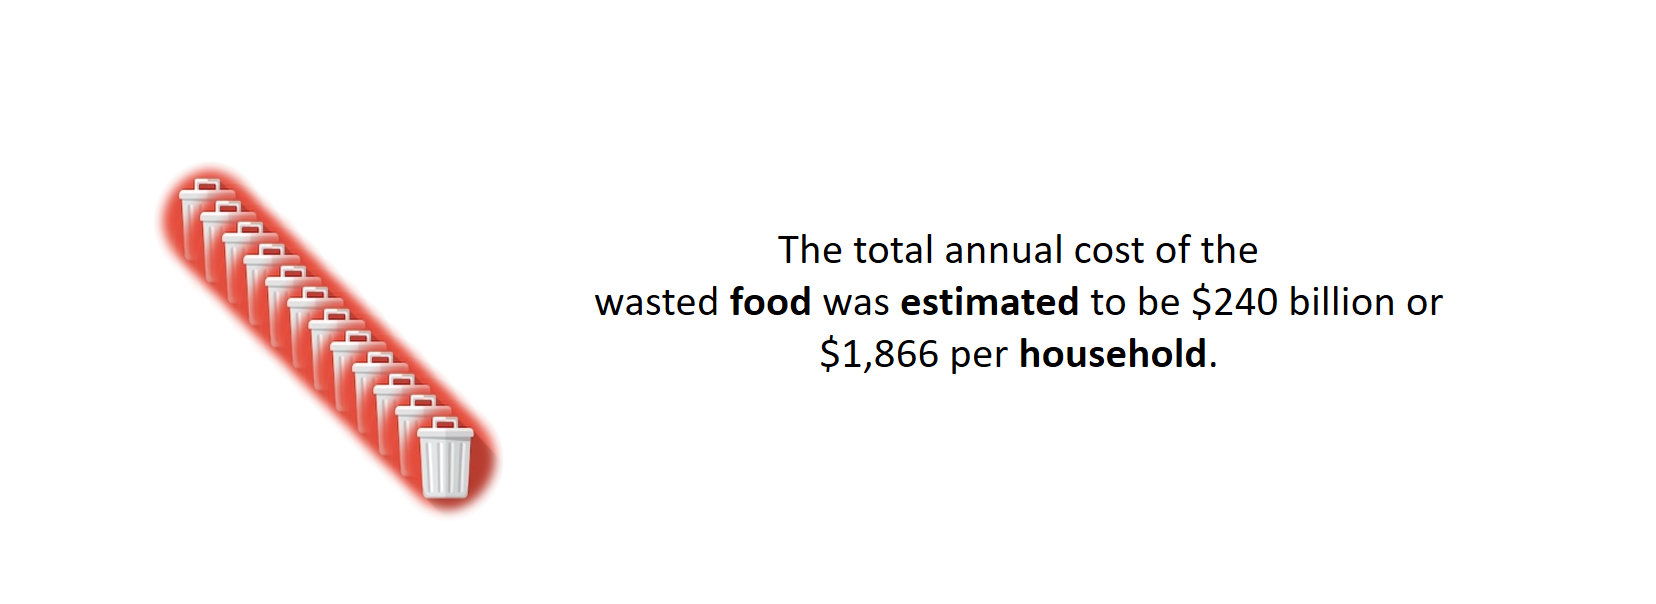 The total annual cost of the
wasted food was estimated to be $240 billion or
$1,866 per household.